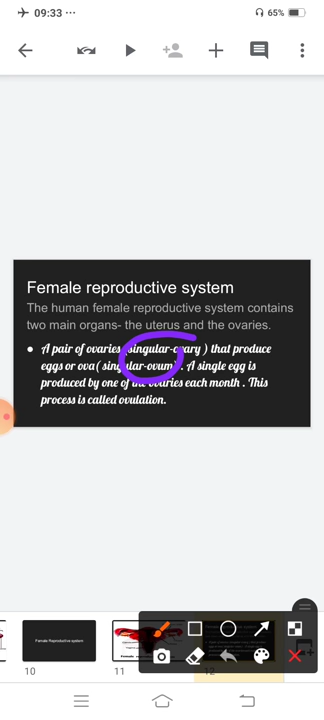 09:33 ...
65%
Female reproductive system
The human female reproductive system contains
two main organs- the uterus and the ovaries.
● A pair of ovaries (singular-ovary ) that produce
eggs or ova( singular-ovum) . A single egg is
produced by one of the ovaries each month . This
process is called ovulation.
Female Reproductive system
10
11
12